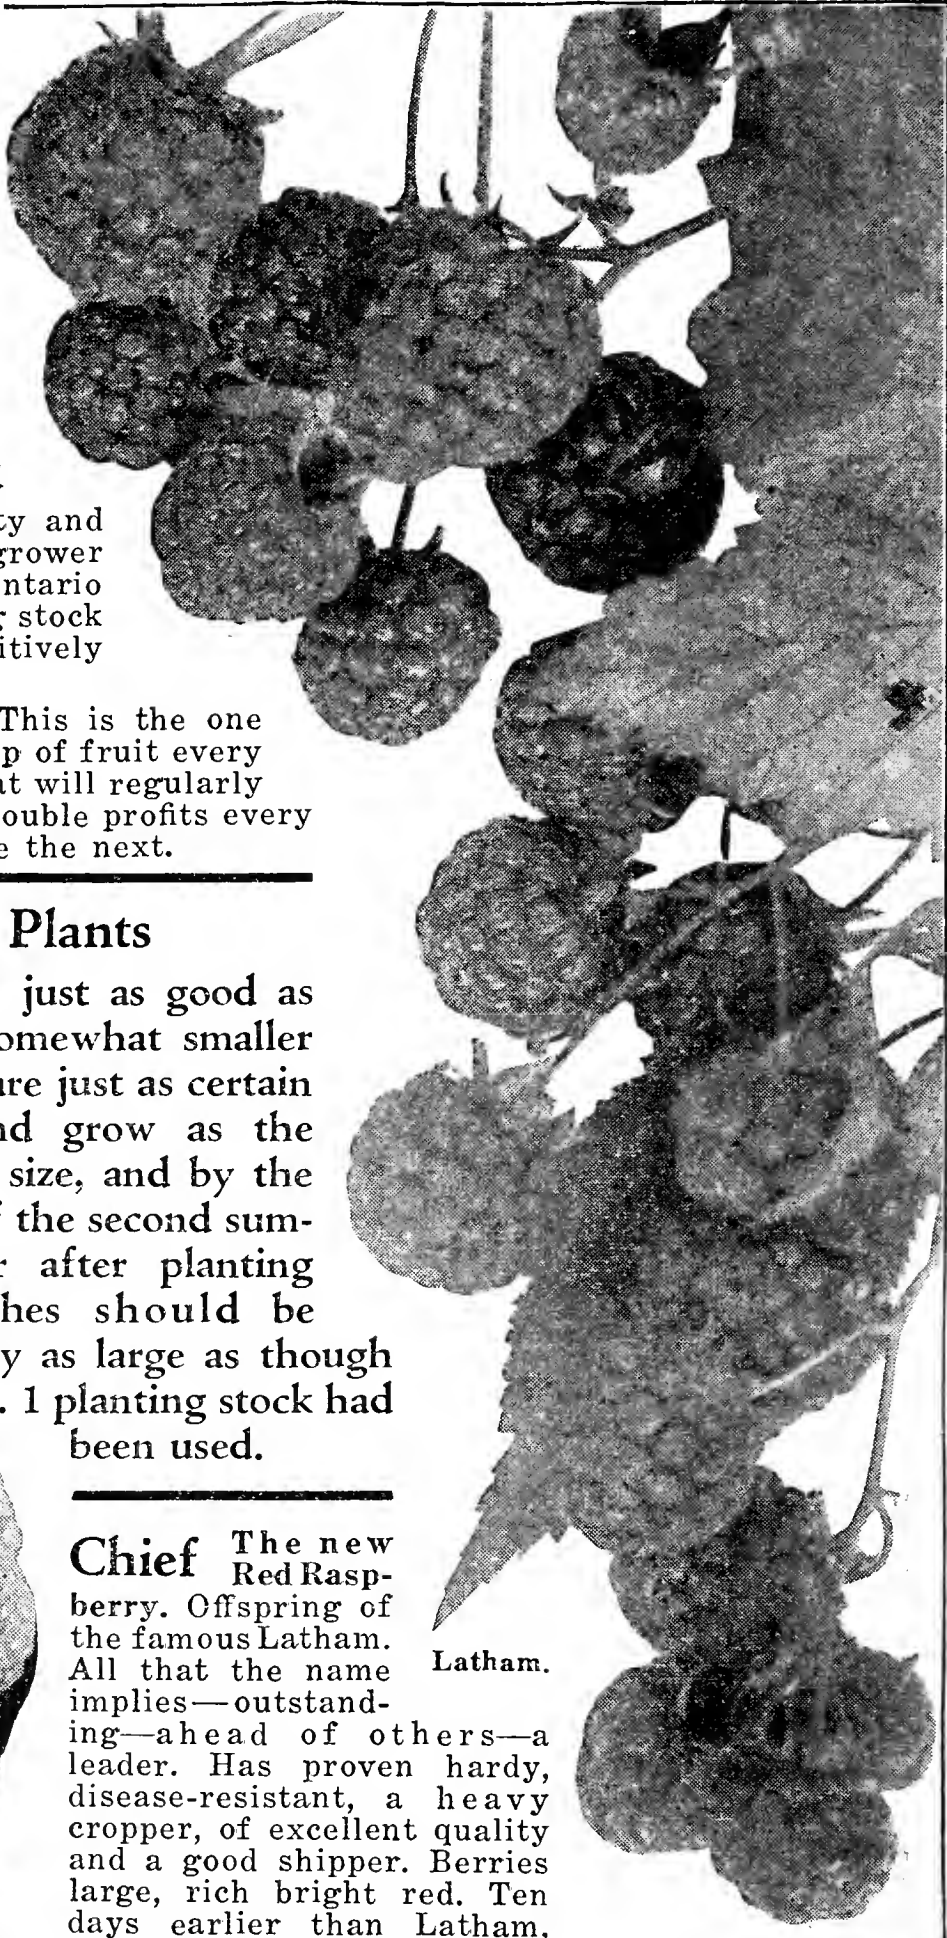 ty and
grower
ntario
stock
itively
This is the one
p of fruit every
at will regularly
ouble profits every
e the next.
Plants
just as good as
omewhat smaller
are just as certain
nd grow as the
size, and by the
f the second sum-
r after planting
hes should be
y as large as though
. 1 planting stock had
been used.
Chief The new
Red Rasp-
berry. Offspring of
the famous Latham.
All that the name
implies—outstand-
ing—ahead of others—a
leader. Has proven hardy,
disease-resistant, a heavy
cropper, of excellent quality
and a good shipper. Berries
large, rich bright red. Ten
days earlier than Latham.
Latham.